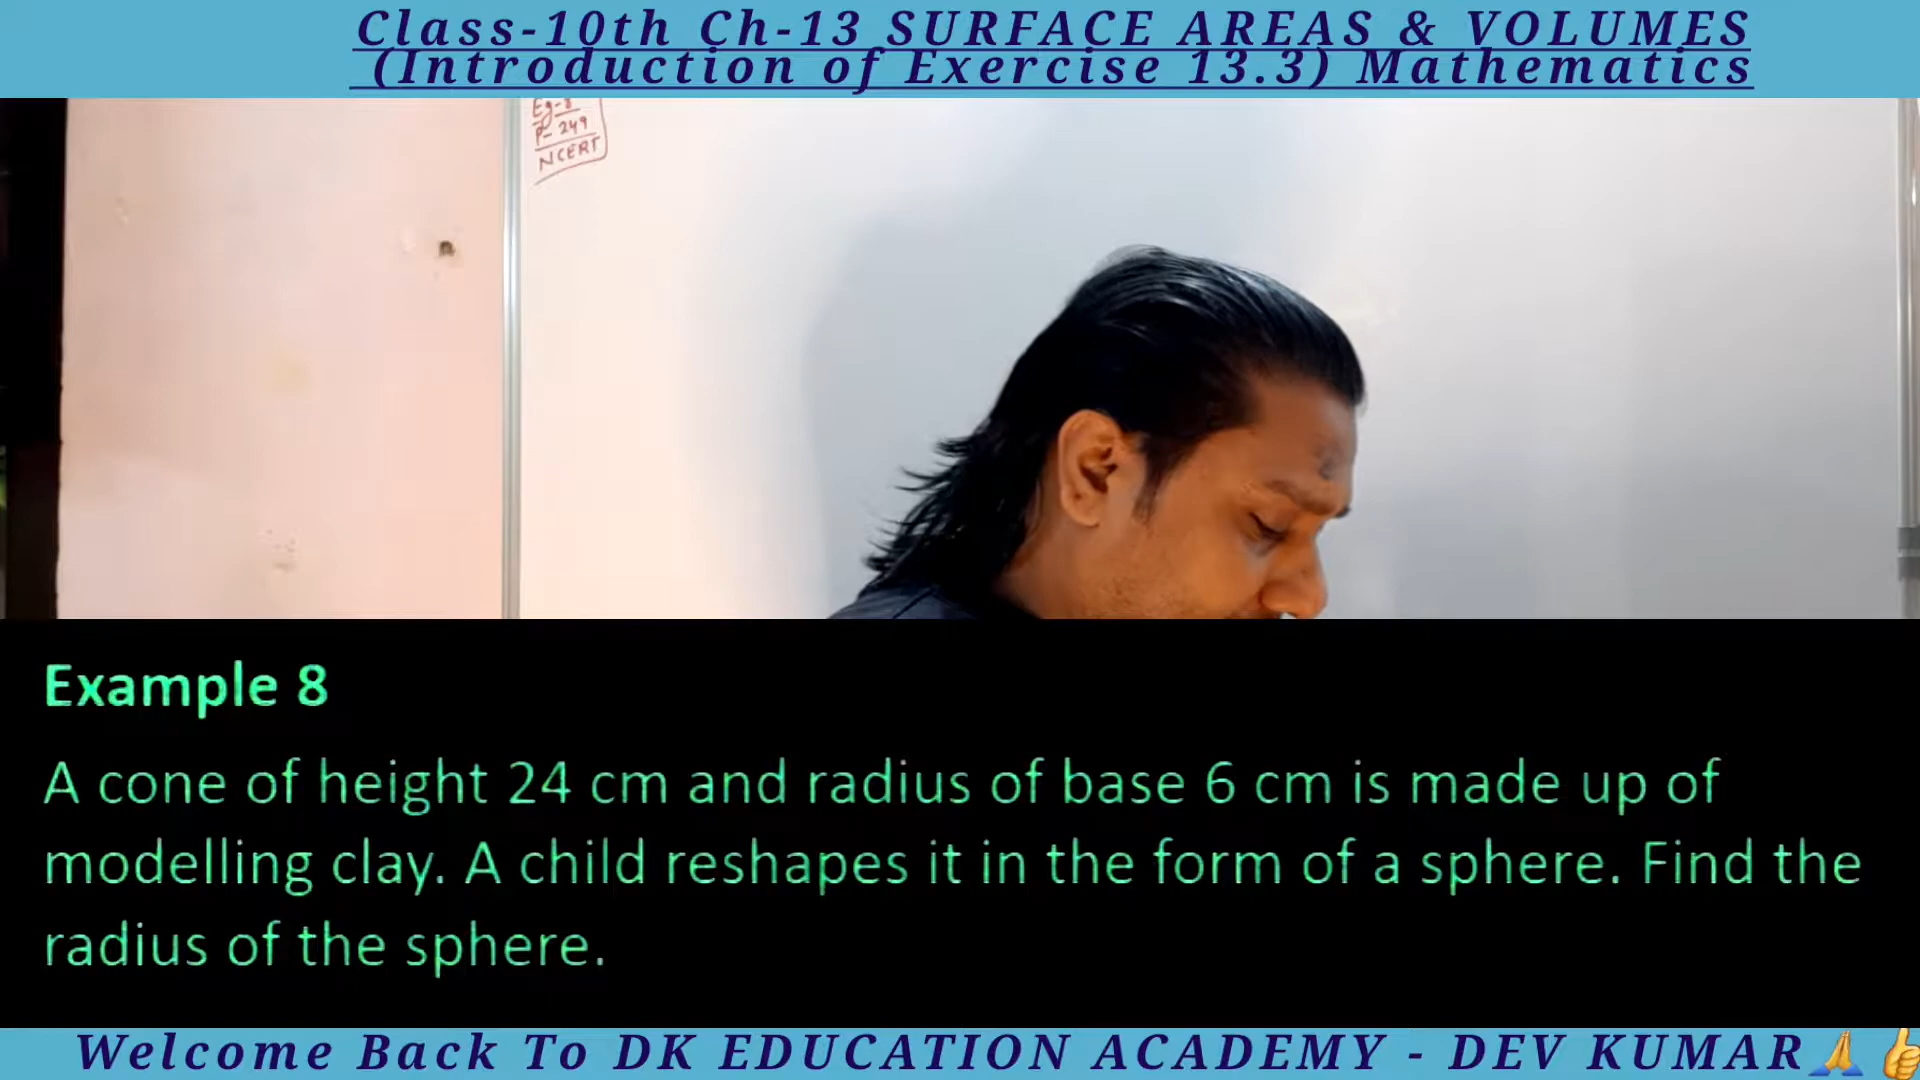 Class-10th Ch-13 SURFACE AREAS & VOLUMES
(Introduction of Exercise 13.3) Mathematics
Eg-8
P-249
NCERT
Example 8
A cone of height 24 cm and radius of base 6 cm is made up of
modelling clay. A child reshapes it in the form of a sphere. Find the
radius of the sphere.
Welcome Back To DK EDUCATION ACADEMY - DEV KUMAR🙏👍